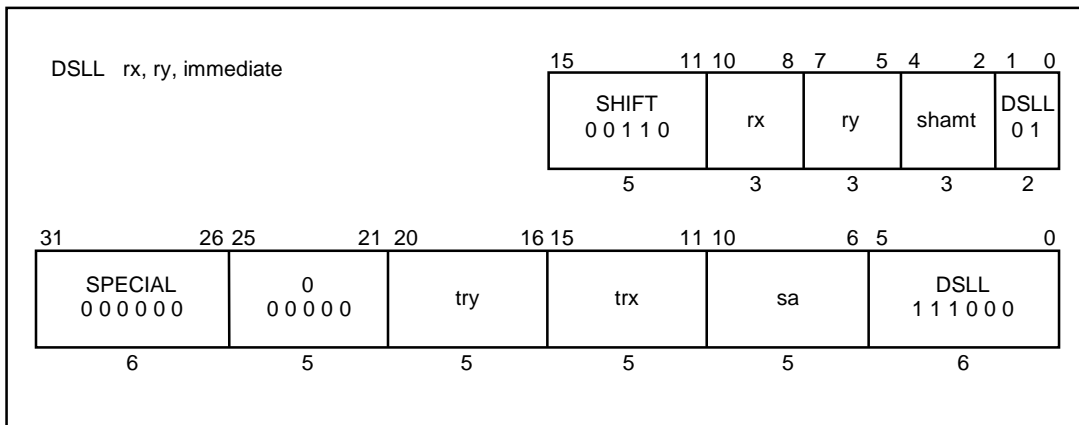 DSLL rx, ry, immediate
15 11 10 8 7 5 4 2 1 0
SHIFT
0 0 1 1 0
rx
ry
shamt
DSLL
0 1
5 3 3 3 2
31 26 25 21 20 16 15 11 10 6 5 0
SPECIAL
0 0 0 0 0 0
0
0 0 0 0 0
try
trx
sa
DSLL
1 1 1 0 0 0
6 5 5 5 5 6